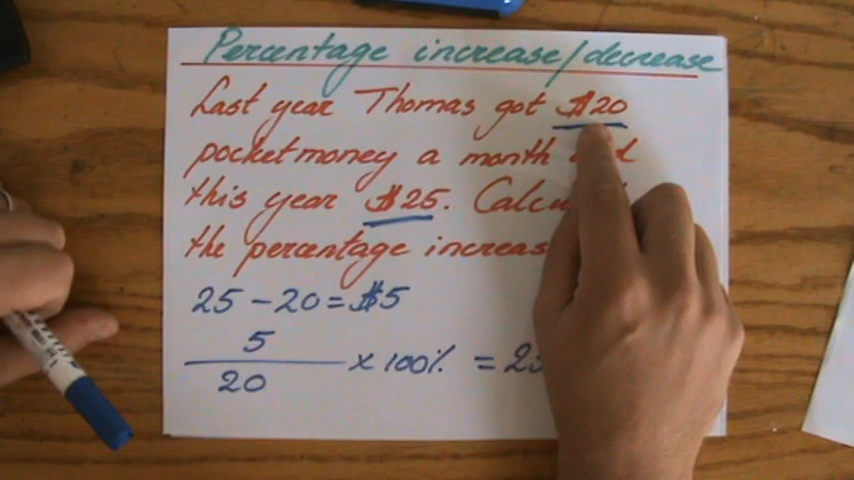 Percentage increase/decrease
Last year Thomas got $20
pocketmoney a month
this year $25.
the percentage
25 - 20 = $5
5
20
x 100% =